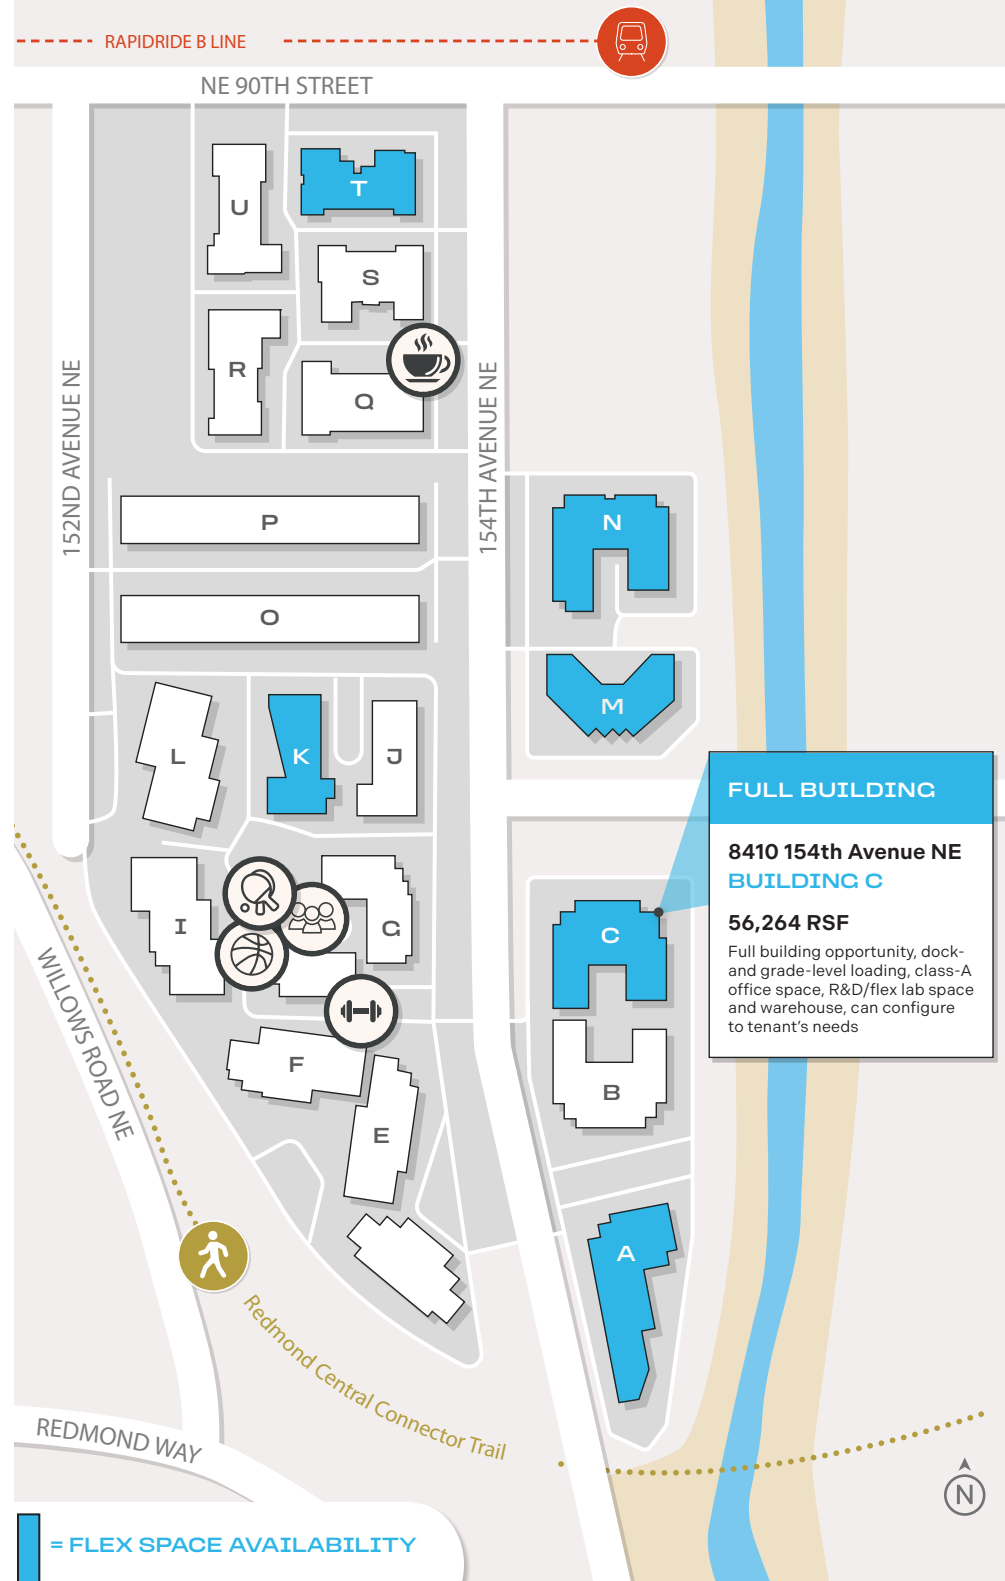 RAPIDRIDE B LINE
NE 90TH STREET
U
T
S
R
Q
152ND AVENUE NE
154TH AVENUE NE
P
N
O
M
L
K
J
FULL BUILDING
8410 154th Avenue NE
BUILDING C
56,264 RSF
Full building opportunity, dock-
and grade-level loading, class-A
office space, R&D/flex lab space
and warehouse, can configure
to tenant's needs
I
G
C
WILLOWS ROAD NE
F
B
E
A
Redmond Central Connector Trail
REDMOND WAY
N
= FLEX SPACE AVAILABILITY